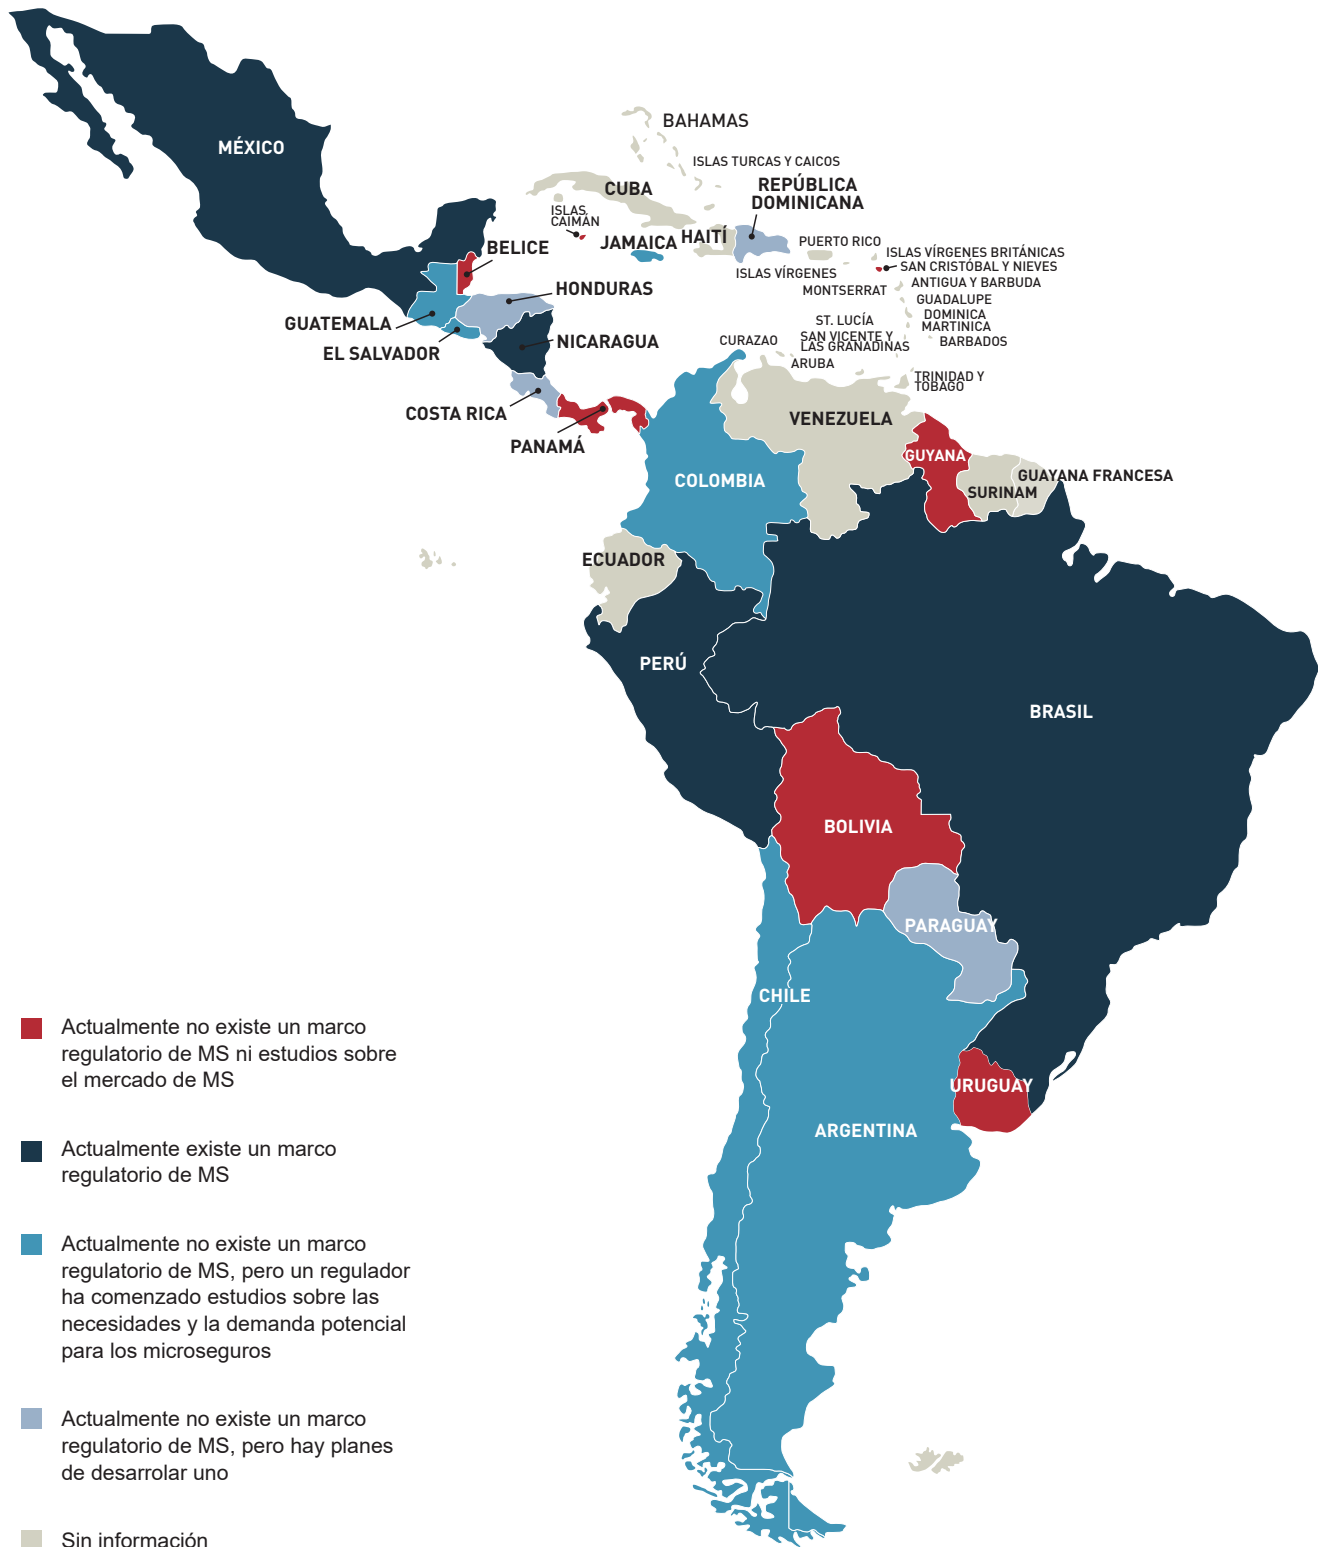 MÉXICO
BAHAMAS
ISLAS TURCAS Y CAICOS
CUBA
REPÚBLICA
DOMINICANA
ISLAS
CAIMÁN
JAMAICA
HAITÍ
PUERTO RICO
BELICE
ISLAS VÍRGENES BRITÁNICAS
SAN CRISTÓBAL Y NIEVES
ISLAS VÍRGENES
ANTIGUA Y BARBUDA
HONDURAS
MONTSERRAT
GUADALUPE
DOMINICA
GUATEMALA
ST. LUCÍA
MARTINICA
EL SALVADOR
NICARAGUA
CURAZAO
SAN VICENTE Y
LAS GRANADINAS
BARBADOS
ARUBA
TRINIDAD Y
TOBAGO
COSTA RICA
PANAMÁ
VENEZUELA
GUYANA
COLOMBIA
SURINAM
GUAYANA FRANCESA
ECUADOR
PERÚ
BRASIL
BOLIVIA
PARAGUAY
CHILE
URUGUAY
ARGENTINA
Actualmente no existe un marco
regulatorio de MS ni estudios sobre
el mercado de MS
Actualmente existe un marco
regulatorio de MS
Actualmente no existe un marco
regulatorio de MS, pero un regulador
ha comenzado estudios sobre las
necesidades y la demanda potencial
para los microseguros
Actualmente no existe un marco
regulatorio de MS, pero hay planes
de desarrolar uno
Sin información